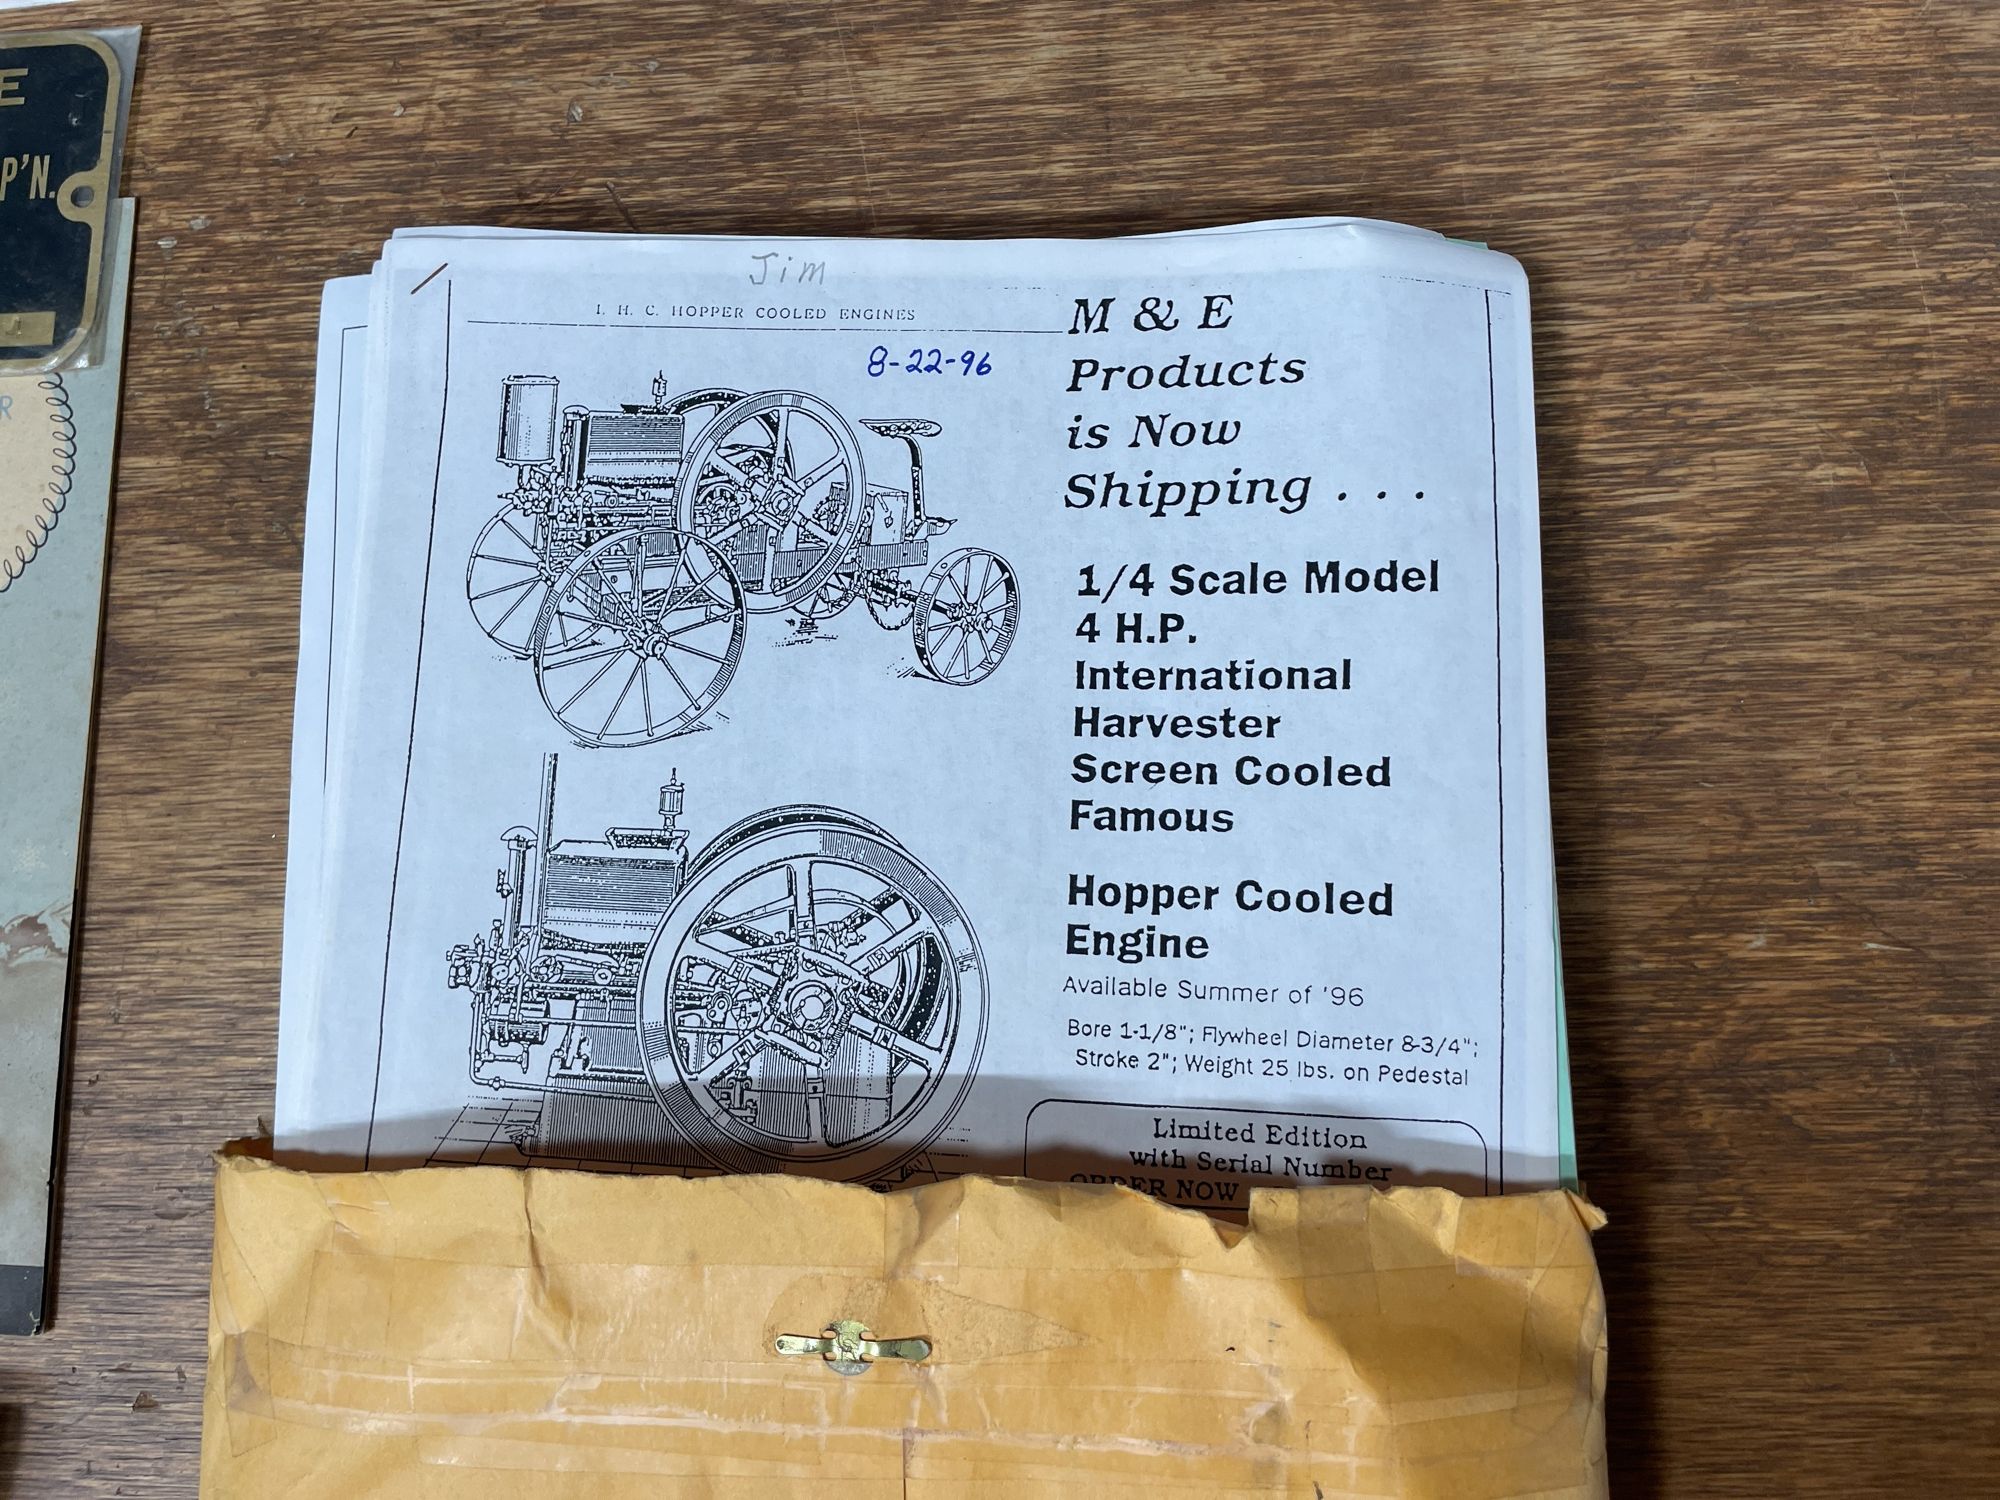 E
P'N.
J
R
Jim
I. H. C. HOPPER COOLED ENGINES
8-22-96
M & E
Products
is Now
Shipping . . .
1/4 Scale Model
4 H.P.
International
Harvester
Screen Cooled
Famous
Hopper Cooled
Engine
Available Summer of '96
Bore 1-1/8"; Flywheel Diameter 8-3/4";
Stroke 2"; Weight 25 lbs. on Pedestal
Limited Edition
with Serial Number
ORDER NOW